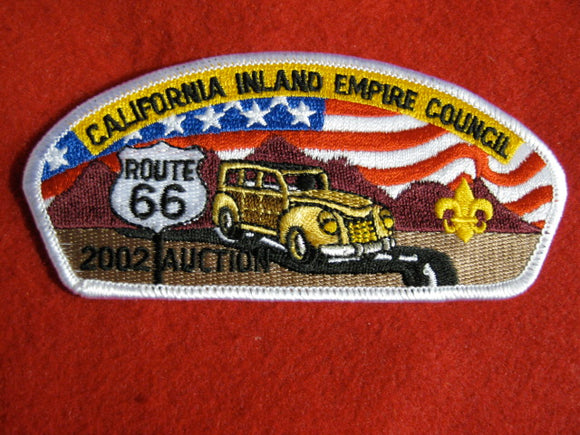 CALIFORNIA INLAND EMPIRE COUNCIL
ROUTE
66
2002 AUCTION